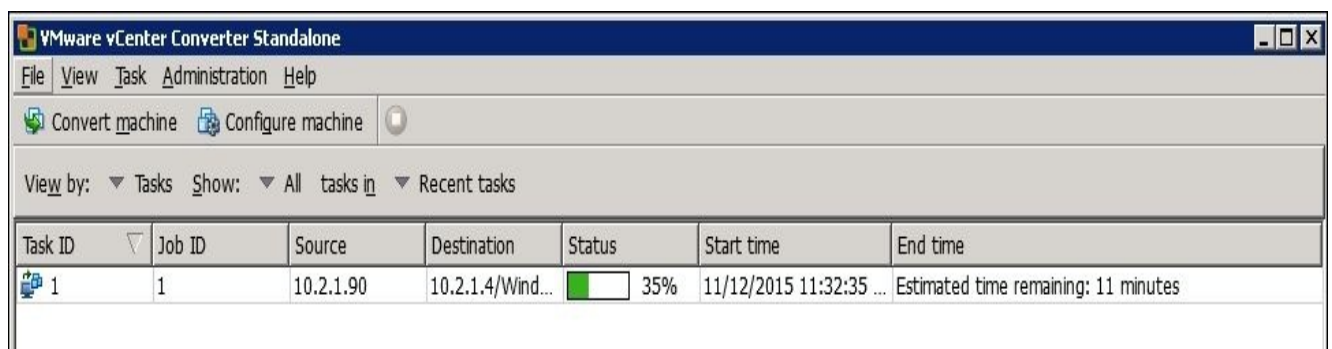 VMware vCenter Converter Standalone
File View Task Administration Help
Convert machine Configure machine
View by: Tasks Show: All tasks in Recent tasks
Task ID Job ID Source Destination Status Start time End time
1 1 10.2.1.90 10.2.1.4/Wind... 35% 11/12/2015 11:32:35 ... Estimated time remaining: 11 minutes